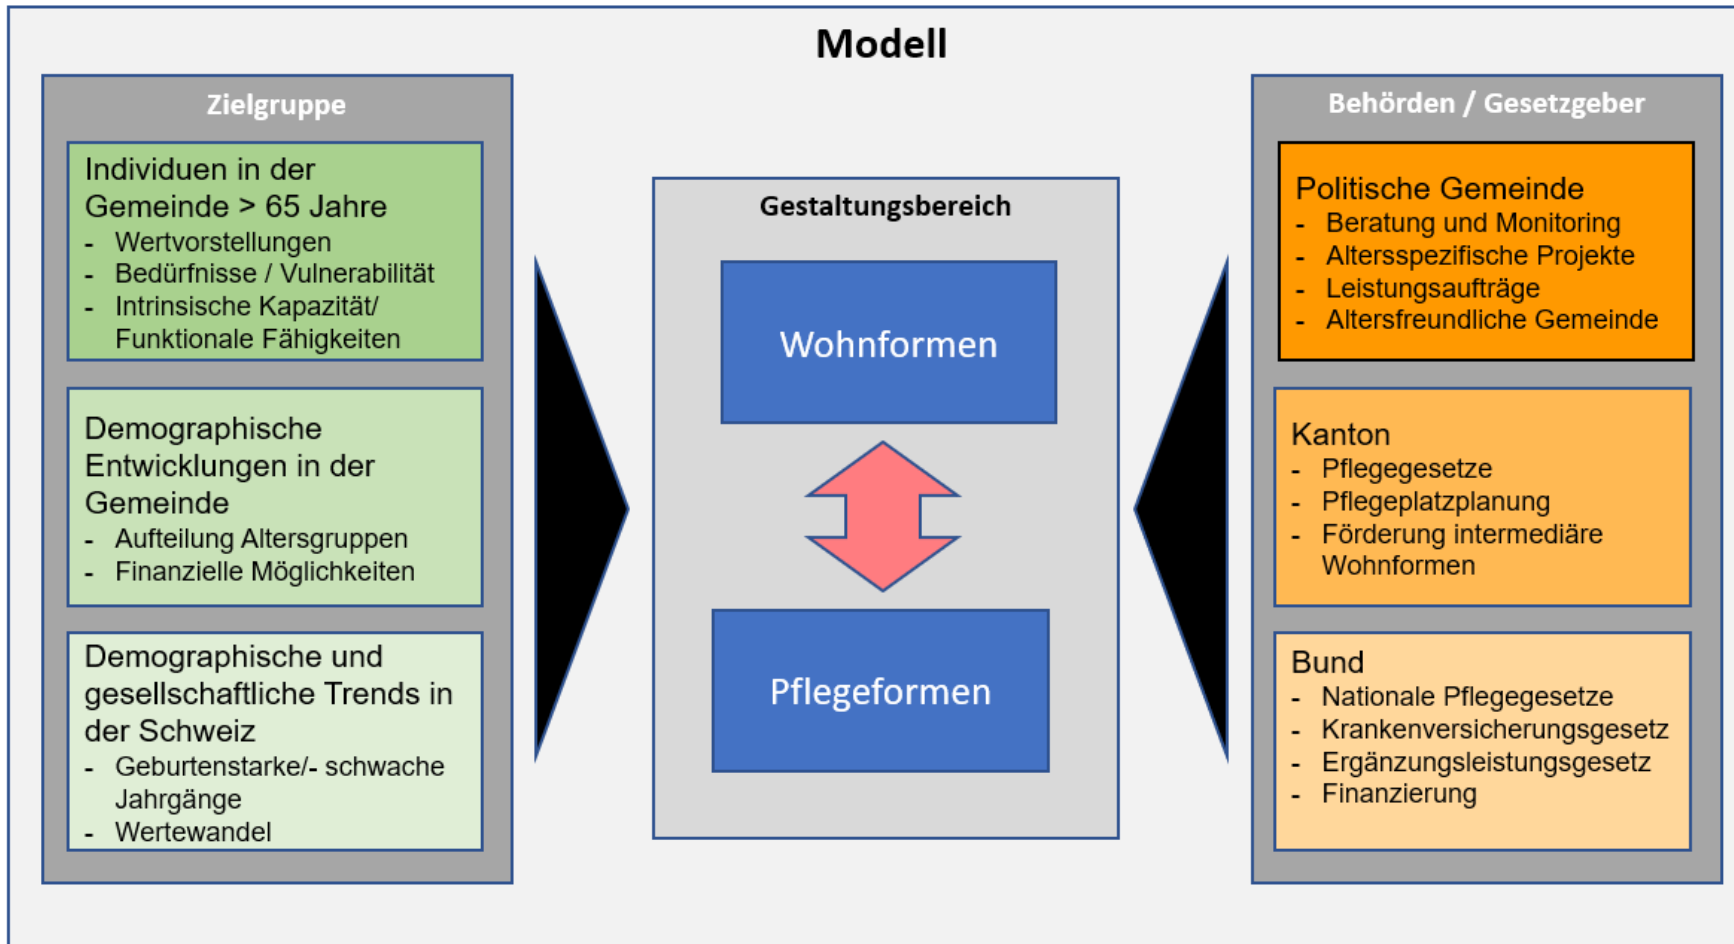 Modell
Zielgruppe
Individuen in der
Gemeinde > 65 Jahre
- Wertvorstellungen
- Bedürfnisse / Vulnerabilität
- Intrinsische Kapazität/
Funktionale Fähigkeiten
Demographische
Entwicklungen in der
Gemeinde
- Aufteilung Altersgruppen
- Finanzielle Möglichkeiten
Demographische und
gesellschaftliche Trends in
der Schweiz
- Geburtenstarke/- schwache
Jahrgänge
- Wertewandel
Gestaltungsbereich
Wohnformen
Pflegeformen
Behörden / Gesetzgeber
Politische Gemeinde
- Beratung und Monitoring
- Altersspezifische Projekte
- Leistungsaufträge
- Altersfreundliche Gemeinde
Kanton
- Pflegegesetze
- Pflegeplatzplanung
- Förderung intermediäre
Wohnformen
Bund
- Nationale Pflegegesetze
- Krankenversicherungsgesetz
- Ergänzungsleistungsgesetz
- Finanzierung